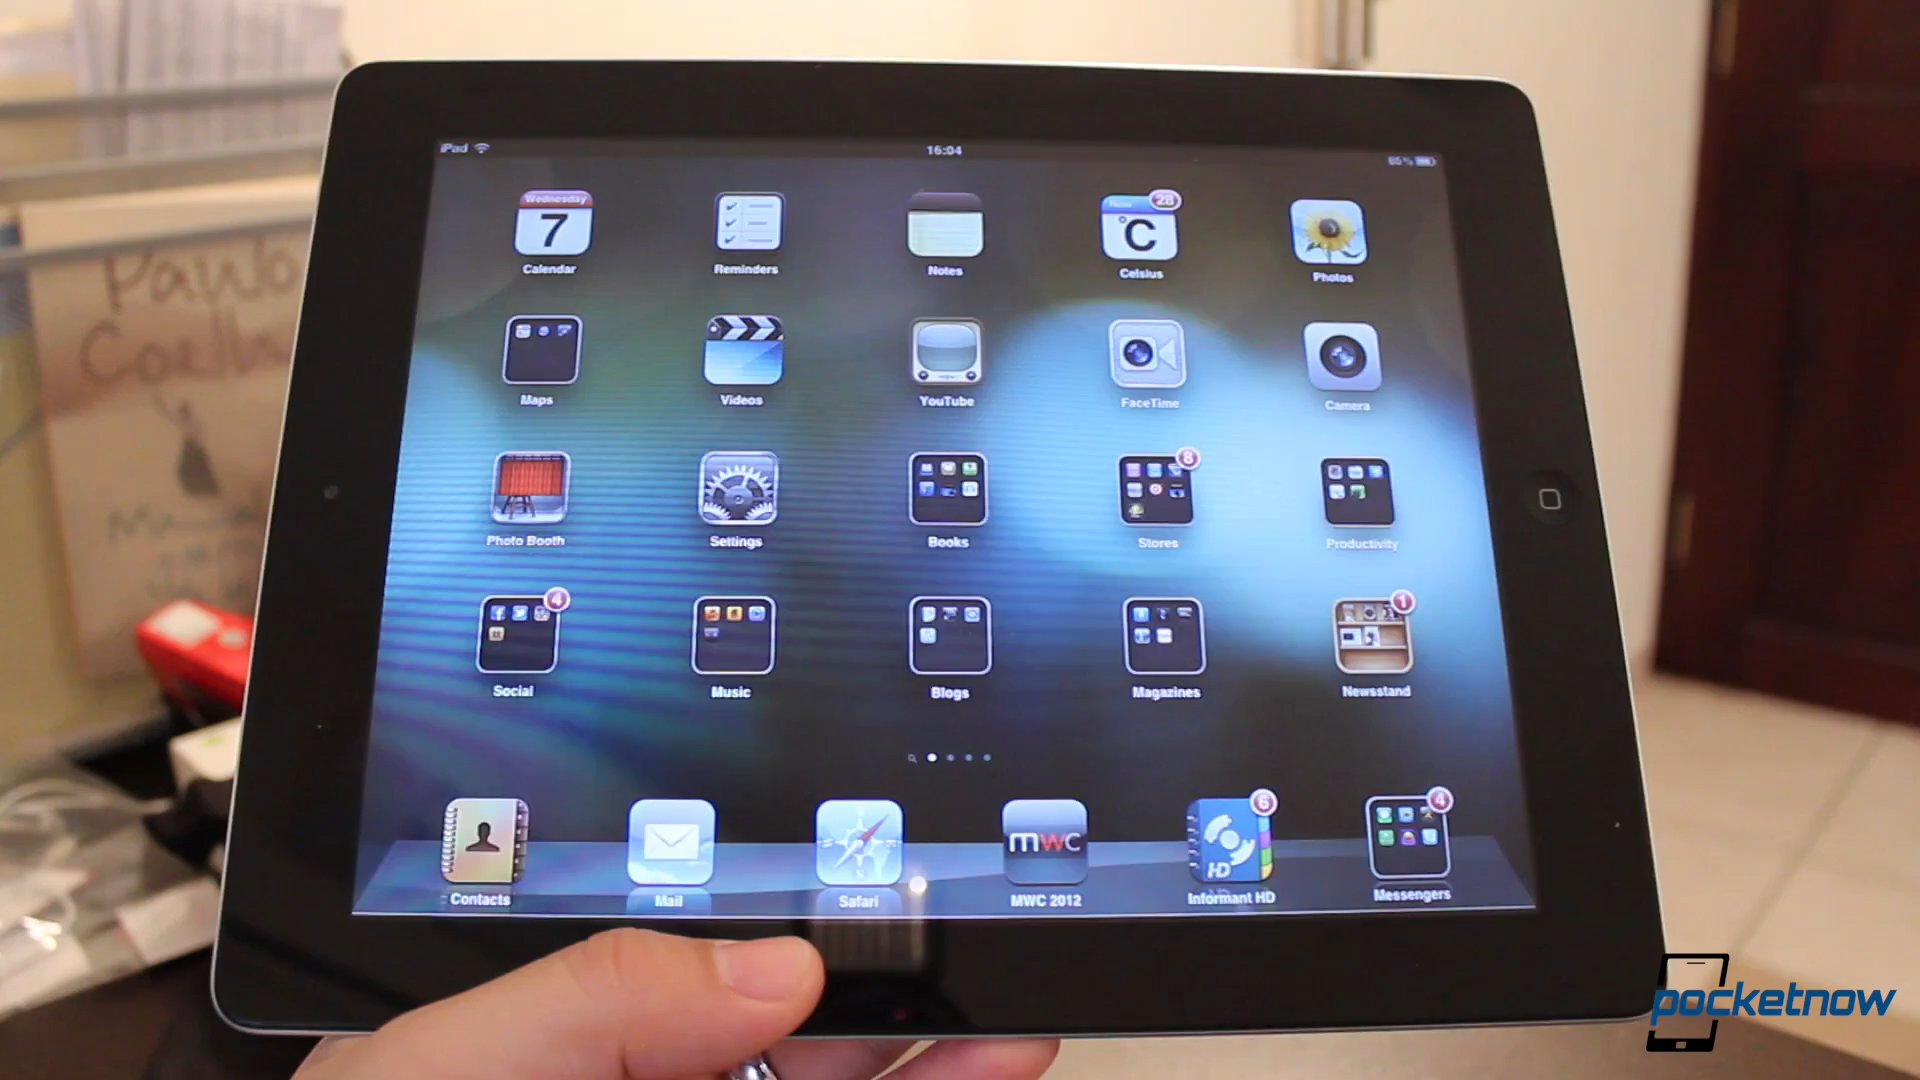 Paulo
Coelh
iPad
16:04
Wednesday
7
28
°C
Calendar
Reminders
Notes
Celsius
Photos
Maps
Videos
YouTube
FaceTime
Camera
8
Photo Booth
Settings
Books
Stores
Productivity
4
1
Social
Music
Blogs
Magazines
Newsstand
mwc
HD
6
4
Contacts
Mail
Safari
MWC 2012
Informant HD
Messengers
pocketnow